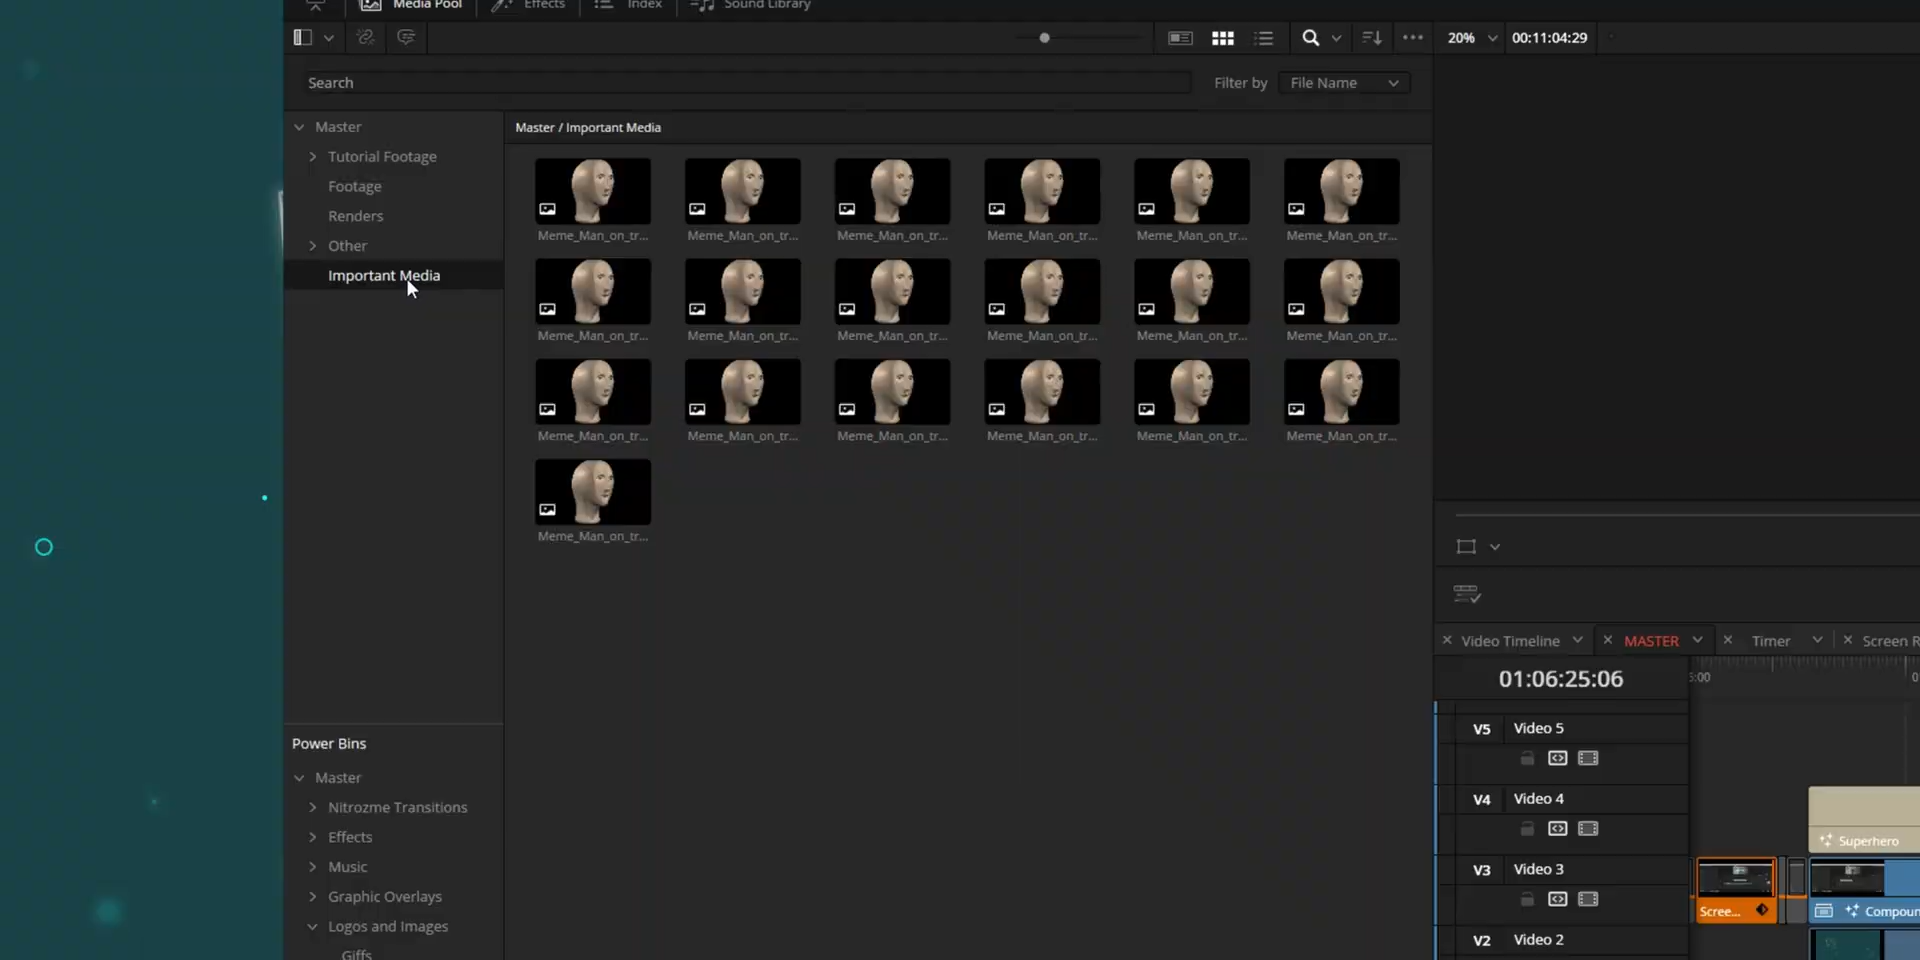 Media Pool Effects Index Sound Library
20% 00:11:04:29
Search Filter by File Name
Master
Tutorial Footage
Footage
Renders
Other
Important Media
Master / Important Media
Meme_Man_on_tr... Meme_Man_on_tr... Meme_Man_on_tr... Meme_Man_on_tr... Meme_Man_on_tr... Meme_Man_on_tr...
Meme_Man_on_tr... Meme_Man_on_tr... Meme_Man_on_tr... Meme_Man_on_tr... Meme_Man_on_tr... Meme_Man_on_tr...
Meme_Man_on_tr... Meme_Man_on_tr... Meme_Man_on_tr... Meme_Man_on_tr... Meme_Man_on_tr... Meme_Man_on_tr...
Meme_Man_on_tr...
Power Bins
Master
Nitrozme Transitions
Effects
Music
Graphic Overlays
Logos and Images
Giffs
Video Timeline MASTER Timer Screen R
01:06:25:06
V5 Video 5
V4 Video 4
V3 Video 3
V2 Video 2
Superhero
Scree... Compoun